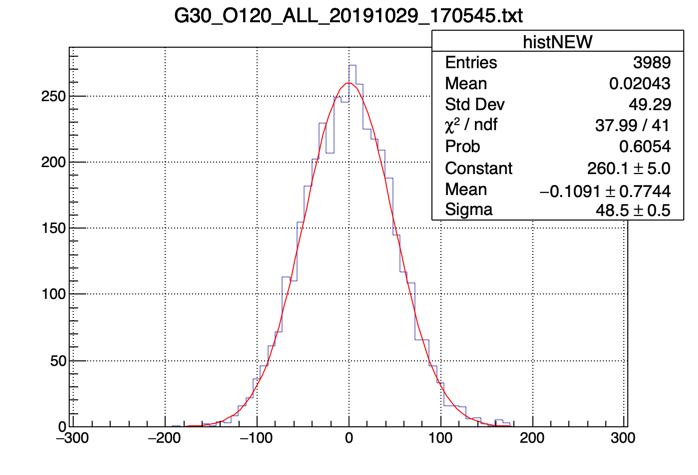 G30_O120_ALL_20191029_170545.txt
histNEW
Entries 3989
Mean 0.02043
Std Dev 49.29
χ² / ndf 37.99 / 41
Prob 0.6054
Constant 260.1 ± 5.0
Mean −0.1091 ± 0.7744
Sigma 48.5 ± 0.5
250
200
150
100
50
0
−300 −200 −100 0 100 200 300